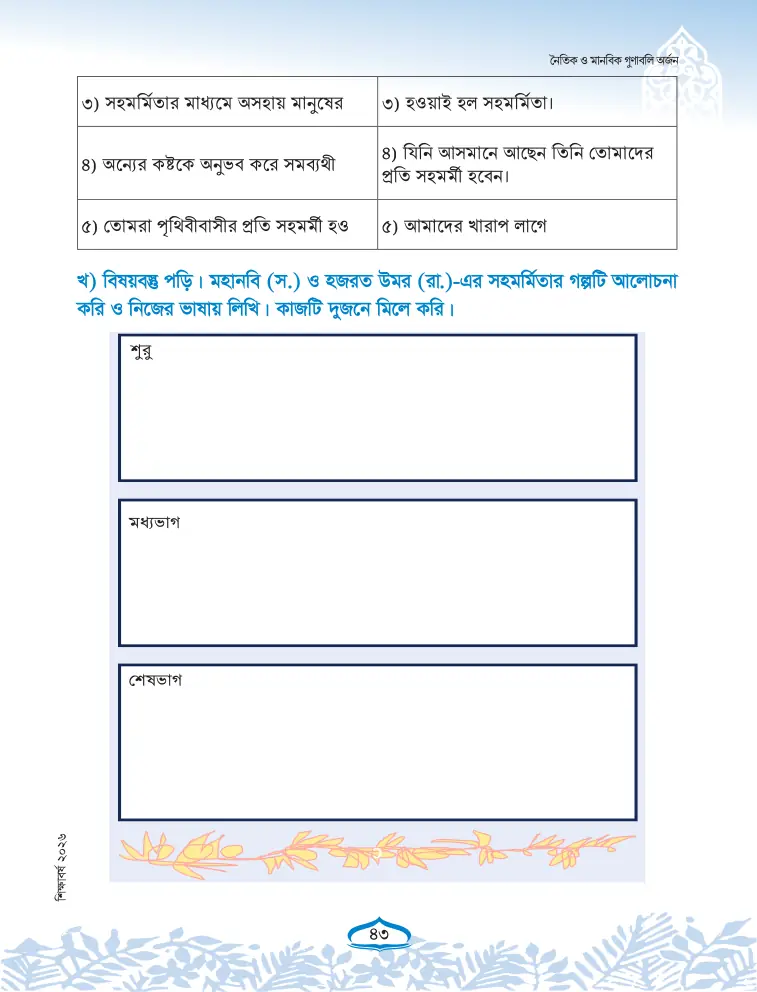 নৈতিক ও মানবিক গুণাবলি অর্জন
৩) সহমর্মিতার মাধ্যমে অসহায় মানুষের
৩) হওয়াই হল সহমর্মিতা।
৪) অন্যের কষ্টকে অনুভব করে সমব্যথী
৪) যিনি আসমানে আছেন তিনি তোমাদের
প্রতি সহমর্মী হবেন।
৫) তোমরা পৃথিবীবাসীর প্রতি সহমর্মী হও
৫) আমাদের খারাপ লাগে
খ) বিষয়বস্তু পড়ি। মহানবি (স.) ও হজরত উমর (রা.)-এর সহমর্মিতার গল্পটি আলোচনা
করি ও নিজের ভাষায় লিখি। কাজটি দুজনে মিলে করি।
শুরু
মধ্যভাগ
শেষভাগ
শিক্ষাবর্ষ ২০২৬
৪৩